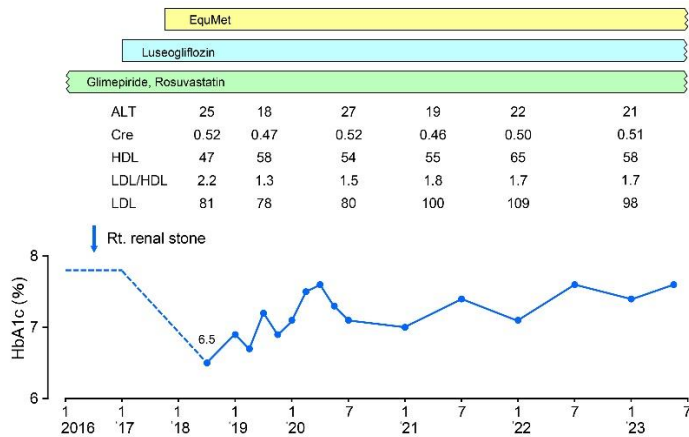 EquMet
Luseogliflozin
Glimepiride, Rosuvastatin
ALT 25 18 27 19 22 21
Cre 0.52 0.47 0.52 0.46 0.50 0.51
HDL 47 58 54 55 65 58
LDL/HDL 2.2 1.3 1.5 1.8 1.7 1.7
LDL 81 78 80 100 109 98
Rt. renal stone
8
7
6
HbA1c (%)
6.5
1 1 1 1 1 7 1 7 1 7 1 7
2016 '17 '18 '19 '20 '21 '22 '23